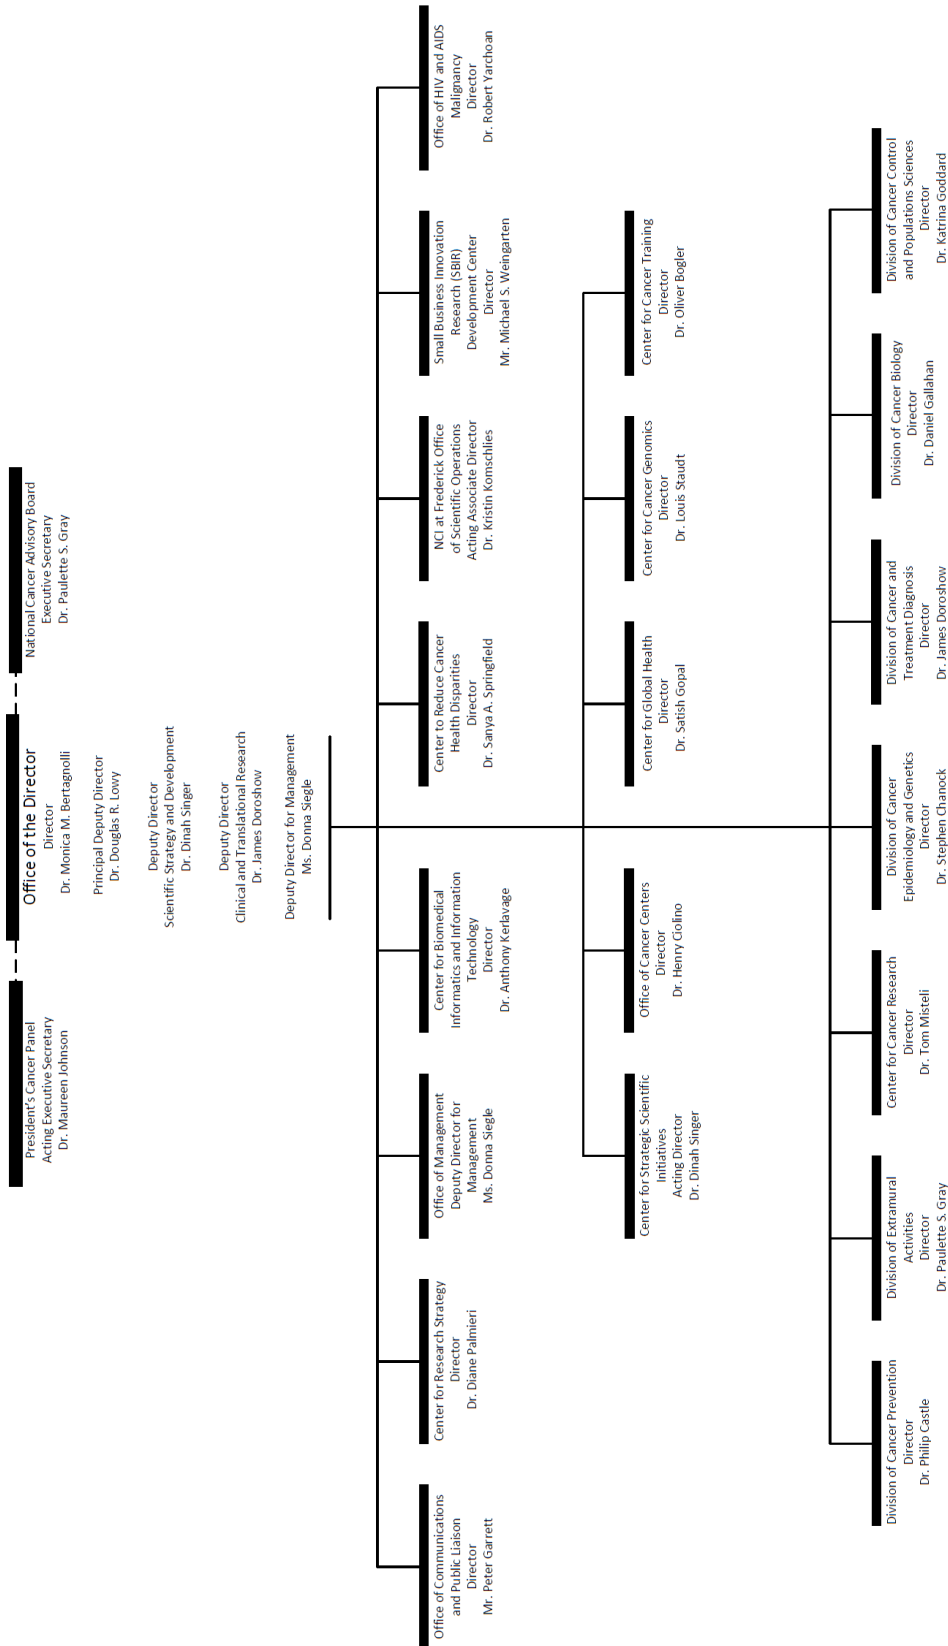 President's Cancer Panel
Acting Executive Secretary
Dr. Maureen Johnson
Office of the Director
Director
Dr. Monica M. Bertagnolli
Principal Deputy Director
Dr. Douglas R. Lowy
Deputy Director
Scientific Strategy and Development
Dr. Dinah Singer
Deputy Director
Clinical and Translational Research
Dr. James Doroshow
Deputy Director for Management
Ms. Donna Siegle
National Cancer Advisory Board
Executive Secretary
Dr. Paulette S. Gray
Office of Communications
and Public Liaison
Director
Mr. Peter Garrett
Center for Research Strategy
Director
Dr. Diane Palmieri
Office of Management
Deputy Director for
Management
Ms. Donna Siegle
Center for Biomedical
Informatics and Information
Technology
Director
Dr. Anthony Kerlavage
Center to Reduce Cancer
Health Disparities
Director
Dr. Sanya A. Springfield
NCI at Frederick Office
of Scientific Operations
Acting Associate Director
Dr. Kristin Komschlies
Small Business Innovation
Research (SBIR)
Development Center
Director
Mr. Michael S. Weingarten
Office of HIV and AIDS
Malignancy
Director
Dr. Robert Yarchoan
Center for Strategic Scientific
Initiatives
Acting Director
Dr. Dinah Singer
Office of Cancer Centers
Director
Dr. Henry Ciolino
Center for Global Health
Director
Dr. Satish Gopal
Center for Cancer Genomics
Director
Dr. Louis Staudt
Center for Cancer Training
Director
Dr. Oliver Bogler
Division of Cancer Prevention
Director
Dr. Philip Castle
Division of Extramural
Activities
Director
Dr. Paulette S. Gray
Center for Cancer Research
Director
Dr. Tom Misteli
Division of Cancer
Epidemiology and Genetics
Director
Dr. Stephen Chanock
Division of Cancer and
Treatment Diagnosis
Director
Dr. James Doroshow
Division of Cancer Biology
Director
Dr. Daniel Gallahan
Division of Cancer Control
and Populations Sciences
Director
Dr. Katrina Goddard